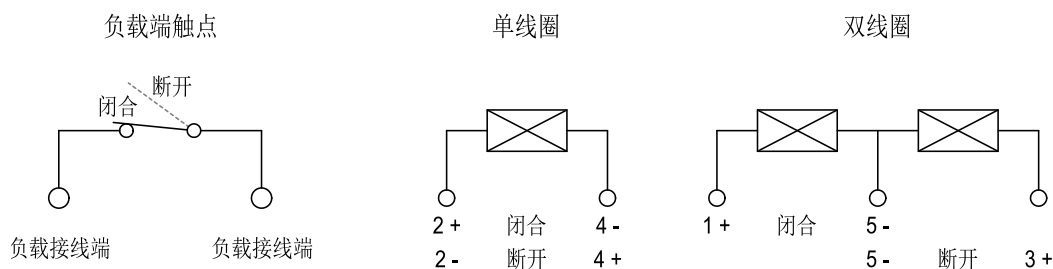 负载端触点 单线圈 双线圈
断开
闭合
2 + 闭合 4 - 1 + 闭合 5 -
负载接线端 负载接线端 2 - 断开 4 + 5 - 断开 3 +